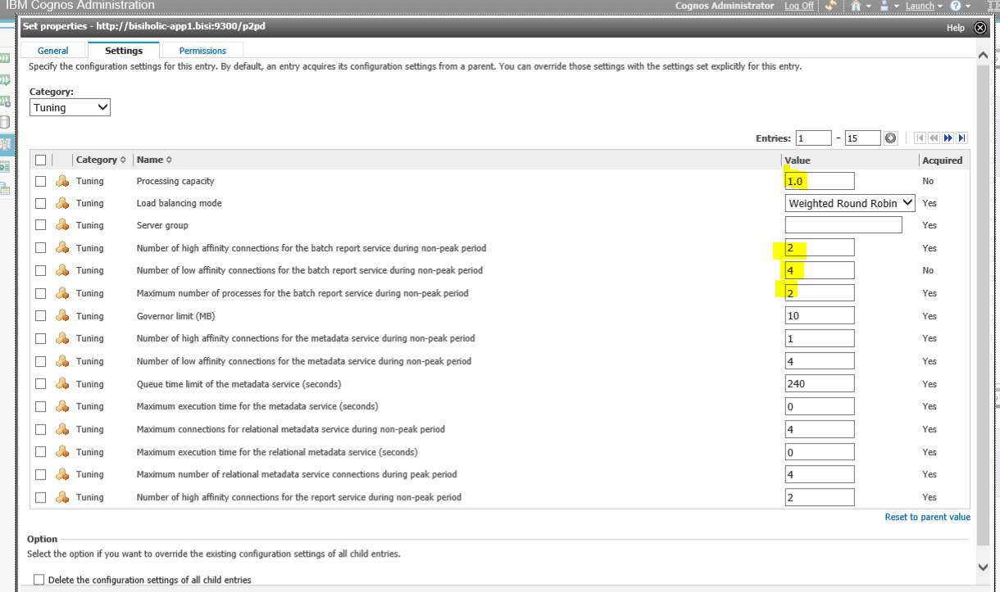 IBM Cognos Administration Cognos Administrator Log Off Launch ?
Set properties - http://bisiholic-app1.bisi:9300/p2pd Help
General Settings Permissions
Specify the configuration settings for this entry. By default, an entry acquires its configuration settings from a parent. You can override those settings with the settings set explicitly for this entry.
Category:
Tuning
Entries: 1 - 15
Category Name Value Acquired
Tuning Processing capacity 1.0 No
Tuning Load balancing mode Weighted Round Robin Yes
Tuning Server group Yes
Tuning Number of high affinity connections for the batch report service during non-peak period 2 Yes
Tuning Number of low affinity connections for the batch report service during non-peak period 4 No
Tuning Maximum number of processes for the batch report service during non-peak period 2 Yes
Tuning Governor limit (MB) 10 Yes
Tuning Number of high affinity connections for the metadata service during non-peak period 1 Yes
Tuning Number of low affinity connections for the metadata service during non-peak period 4 Yes
Tuning Queue time limit of the metadata service (seconds) 240 Yes
Tuning Maximum execution time for the metadata service (seconds) 0 Yes
Tuning Maximum connections for relational metadata service during non-peak period 4 Yes
Tuning Maximum execution time for the relational metadata service (seconds) 0 Yes
Tuning Maximum number of relational metadata service connections during peak period 4 Yes
Tuning Number of high affinity connections for the report service during non-peak period 2 Yes
Reset to parent value
Option
Select the option if you want to override the existing configuration settings of all child entries.
Delete the configuration settings of all child entries